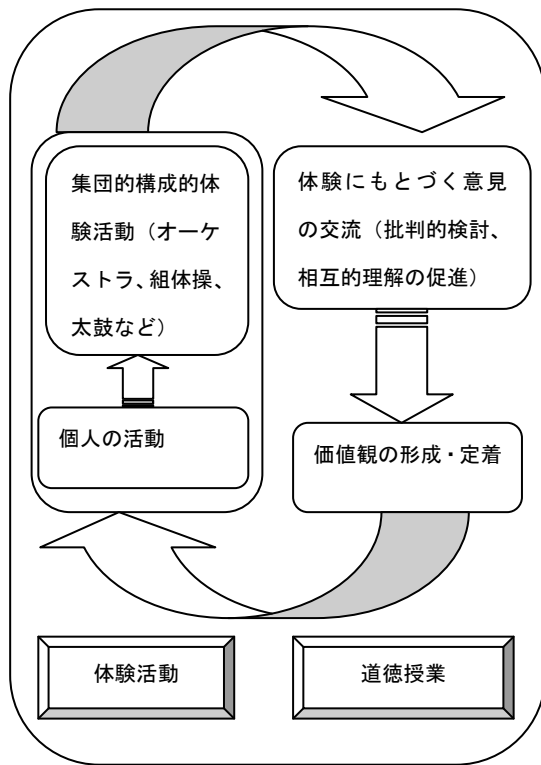 集団的構成的体
験活動（オーケ
ストラ、組体操、
太鼓など）
個人の活動
体験にもとづく意見
の交流（批判的検討、
相互的理解の促進）
価値観の形成・定着
体験活動
道徳授業